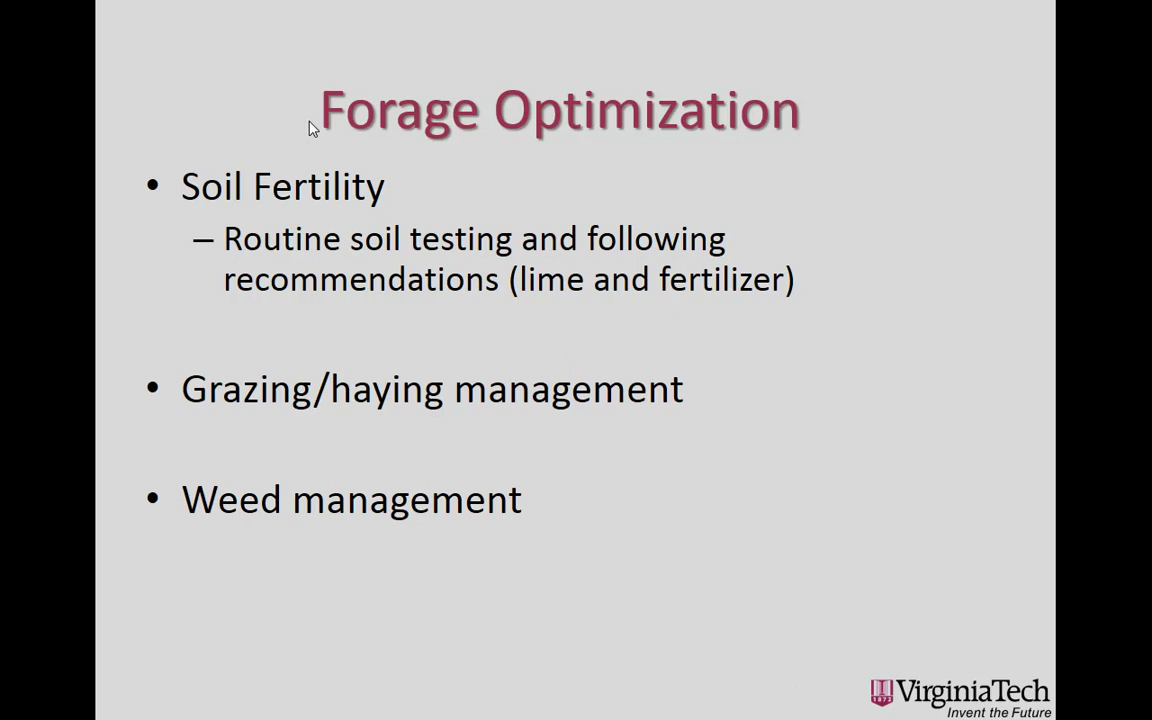 Forage Optimization
• Soil Fertility
– Routine soil testing and following
recommendations (lime and fertilizer)
• Grazing/haying management
• Weed management
VirginiaTech
Invent the Future